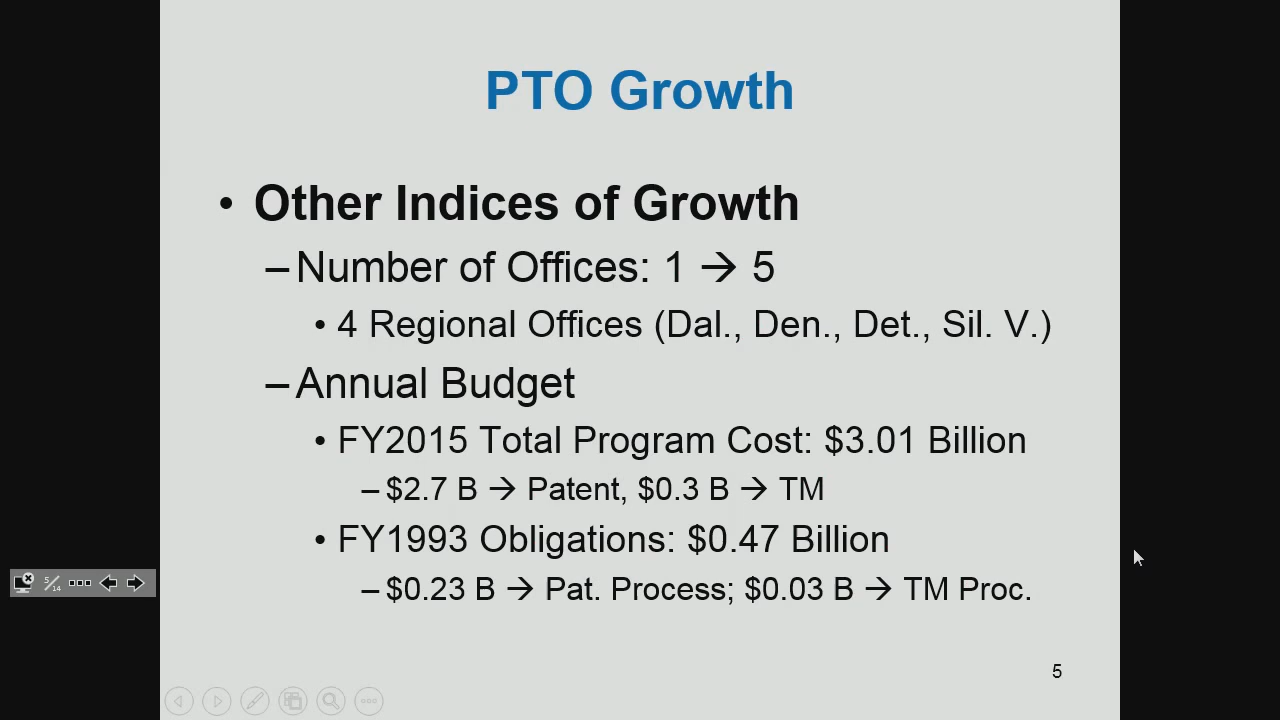 PTO Growth
• Other Indices of Growth
– Number of Offices: 1 → 5
• 4 Regional Offices (Dal., Den., Det., Sil. V.)
– Annual Budget
• FY2015 Total Program Cost: $3.01 Billion
– $2.7 B → Patent, $0.3 B → TM
• FY1993 Obligations: $0.47 Billion
– $0.23 B → Pat. Process; $0.03 B → TM Proc.
5/14
5